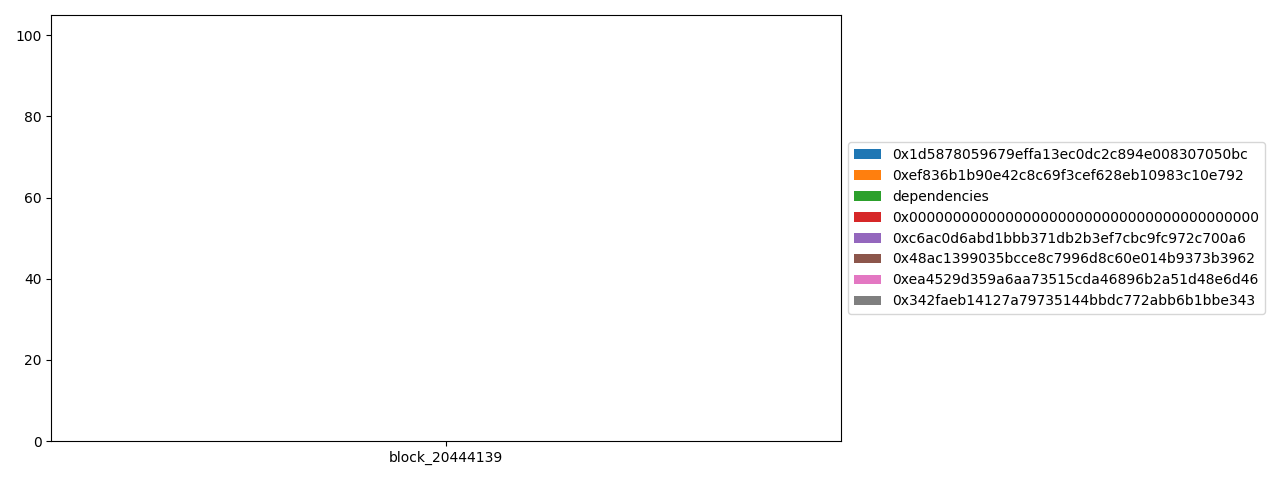 100
80
60
40
20
0
block_20444139
0x1d5878059679effa13ec0dc2c894e008307050bc
0xef836b1b90e42c8c69f3cef628eb10983c10e792
dependencies
0x0000000000000000000000000000000000000000
0xc6ac0d6abd1bbb371db2b3ef7cbc9fc972c700a6
0x48ac1399035bcce8c7996d8c60e014b9373b3962
0xea4529d359a6aa73515cda46896b2a51d48e6d46
0x342faeb14127a79735144bbdc772abb6b1bbe343